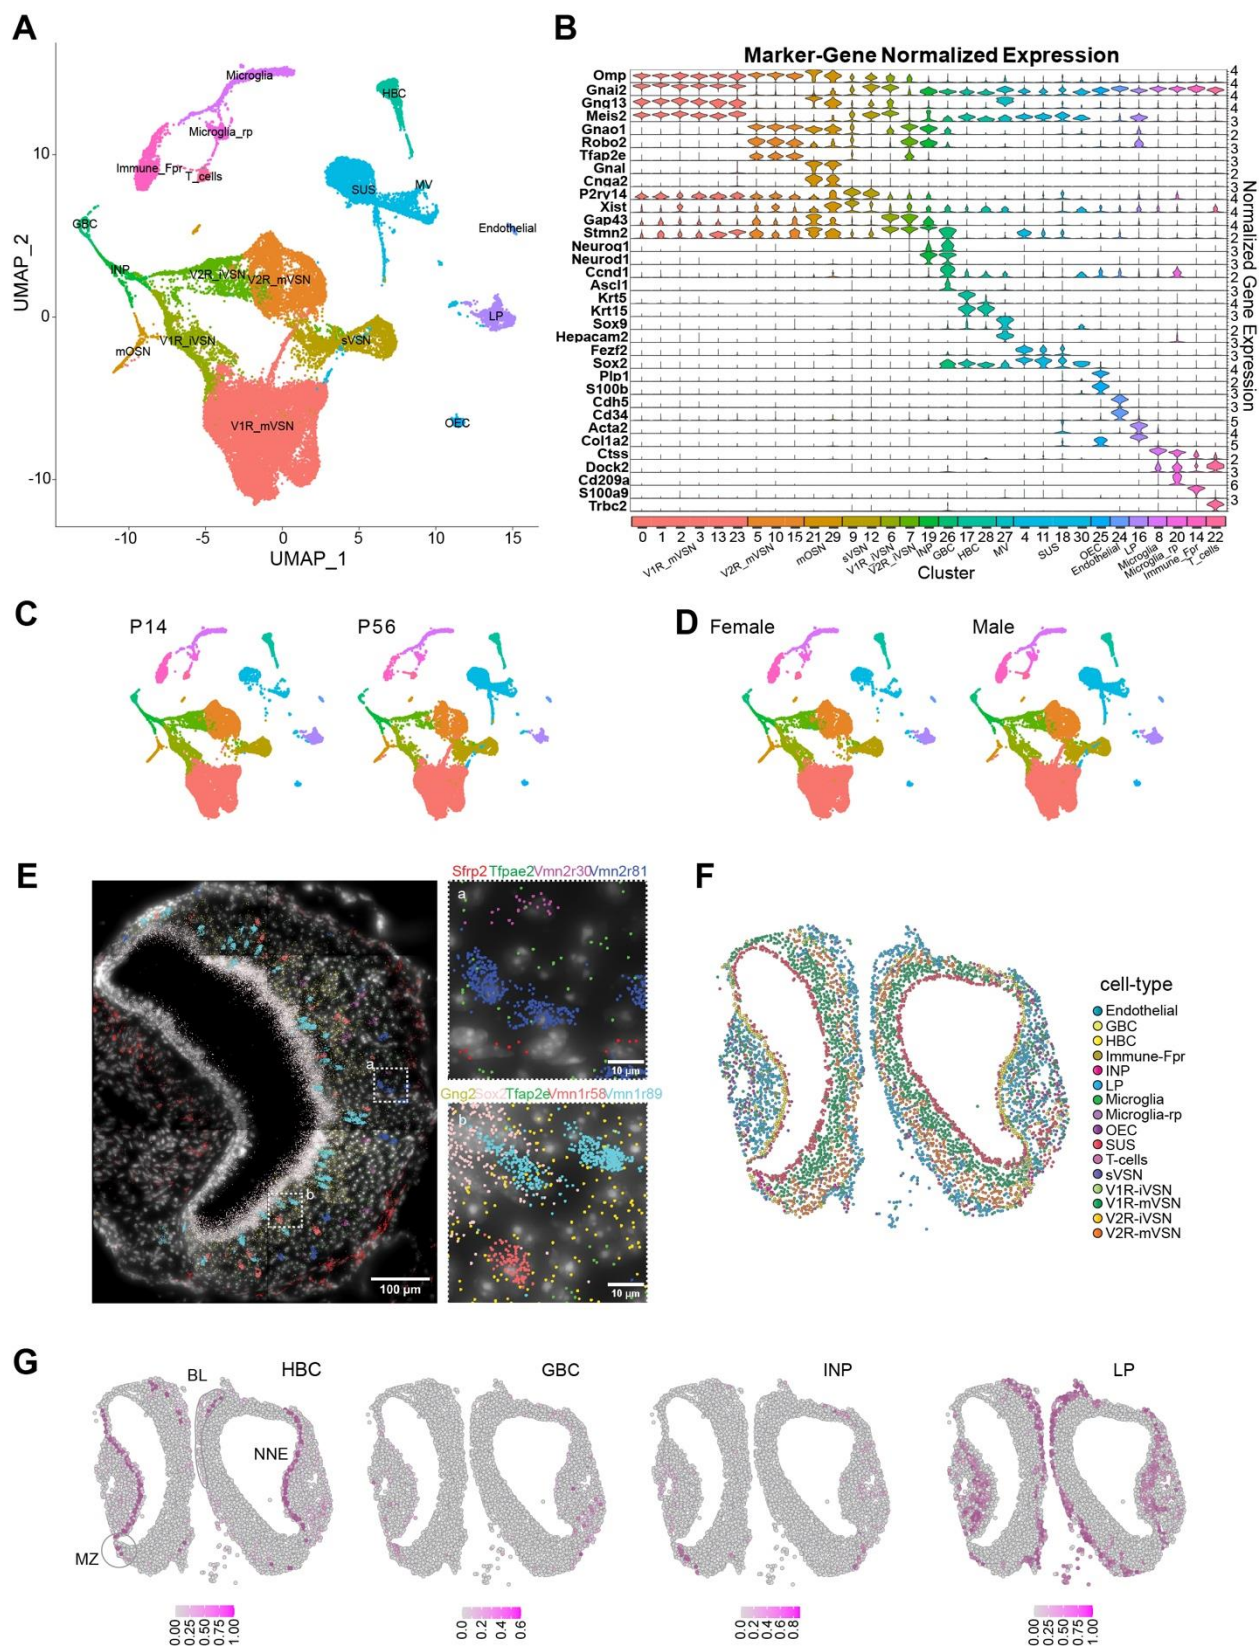 A
Microglia
HBC
Microglia_rp
Immune_Fpr
T_cells
SUS
MV
GBC
Endothelial
INP
V2R_iVSN
V2R_mVSN
LP
mOSN
V1R_iVSN
sVSN
V1R_mVSN
OEC
10
0
-10
UMAP_2
-10
-5
0
5
10
15
UMAP_1
B
Marker-Gene Normalized Expression
Omp
Gnai2
Gng13
Meis2
Gnao1
Robo2
Tfap2e
Gnal
Cnga2
P2ry14
Xist
Gap43
Stmn2
Neurog1
Neurod1
Ccnd1
Ascl1
Krt5
Krt15
Sox9
Hepacam2
Fezf2
Sox2
Plp1
S100b
Cdh5
Cd34
Acta2
Col1a2
Ctss
Dock2
Cd209a
S100a9
Trbc2
Normalized Gene Expression
0 1 2 3 13 23 5 10 15 21 29 9 12 6 7 19 26 17 28 27 4 11 18 30 25 24 16 8 20 14 22
V1R_mVSN
V2R_mVSN
mOSN
sVSN
V1R_iVSN
V2R_iVSN
INP
GBC
HBC
MV
SUS
OEC
Endothelial
LP
Microglia
Microglia_rp
Immune_Fpr
T_cells
Cluster
C
P14
P56
D
Female
Male
E
Sfrp2 Tfpae2 Vmn2r30 Vmn2r81
a
10 µm
a
b
100 µm
Gng2 Sox2 Tfap2e Vmn1r58 Vmn1r89
b
10 µm
F
cell-type
Endothelial
GBC
HBC
Immune-Fpr
INP
LP
Microglia
Microglia-rp
OEC
SUS
T-cells
sVSN
V1R-iVSN
V1R-mVSN
V2R-iVSN
V2R-mVSN
G
BL
HBC
NNE
MZ
0.00 0.25 0.50 0.75 1.00
GBC
0.0 0.2 0.4 0.6
INP
0.0 0.2 0.4 0.6 0.8
LP
0.00 0.25 0.50 0.75 1.00